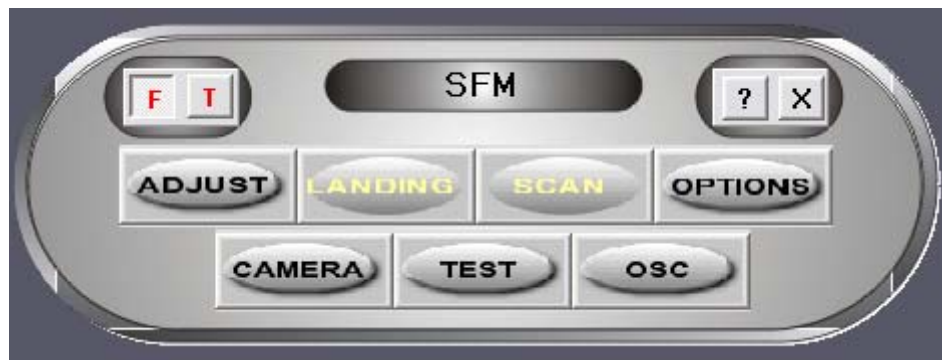 F T SFM ? X
ADJUST LANDING SCAN OPTIONS
CAMERA TEST OSC